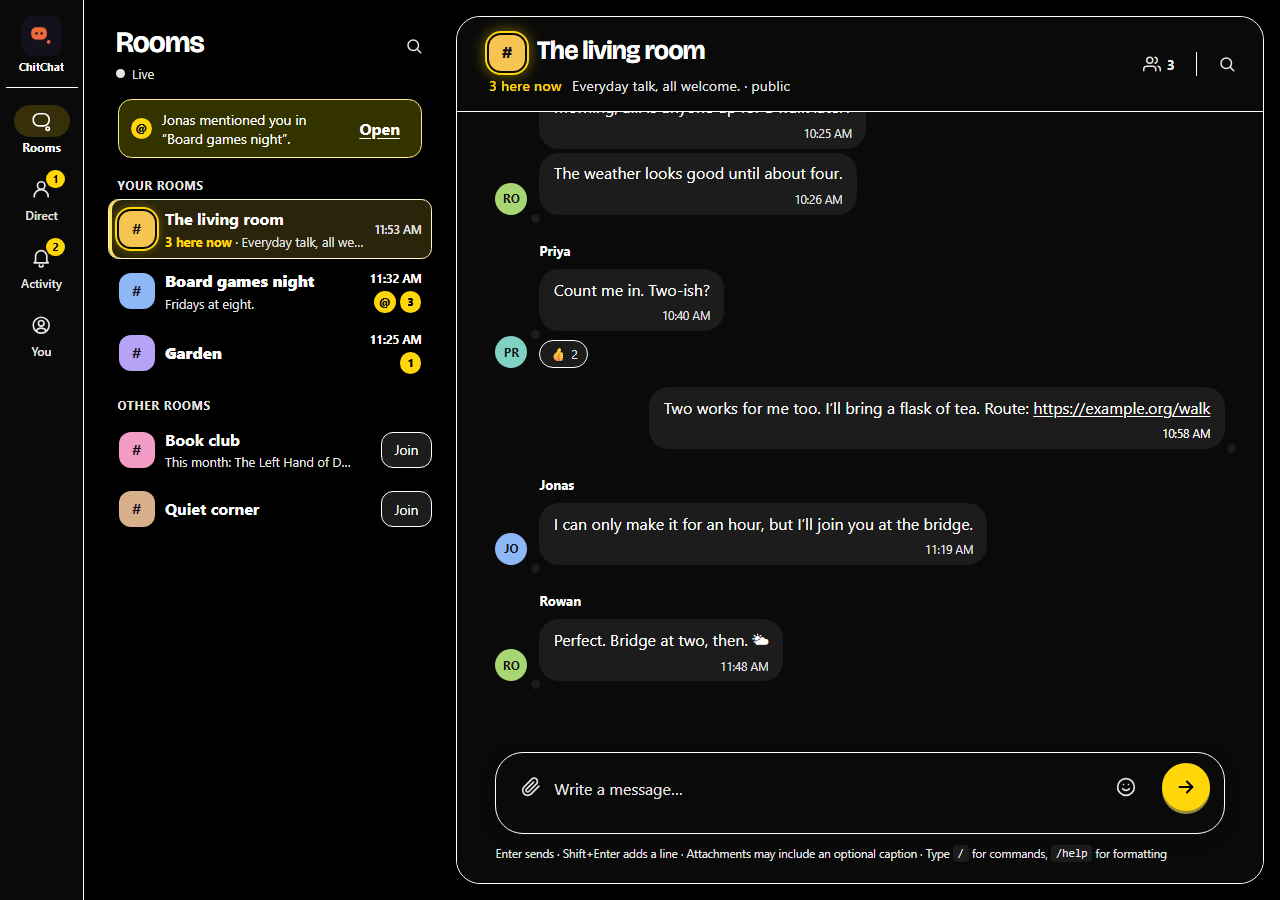 ChitChat
Rooms
1
Direct
2
Activity
You
Rooms
Live
@
Jonas mentioned you in
“Board games night”.
Open
YOUR ROOMS
#
The living room
11:53 AM
3 here now · Everyday talk, all we...
#
Board games night
11:32 AM
Fridays at eight.
@
3
#
Garden
11:25 AM
1
OTHER ROOMS
#
Book club
This month: The Left Hand of D...
Join
#
Quiet corner
Join
#
The living room
3 here now Everyday talk, all welcome. · public
3
10:25 AM
The weather looks good until about four.
10:26 AM
RO
Priya
Count me in. Two-ish?
10:40 AM
PR
👍 2
Two works for me too. I’ll bring a flask of tea. Route: https://example.org/walk
10:58 AM
Jonas
I can only make it for an hour, but I’ll join you at the bridge.
11:19 AM
JO
Rowan
Perfect. Bridge at two, then. 🌥️
11:48 AM
RO
Write a message...
Enter sends · Shift+Enter adds a line · Attachments may include an optional caption · Type / for commands, /help for formatting